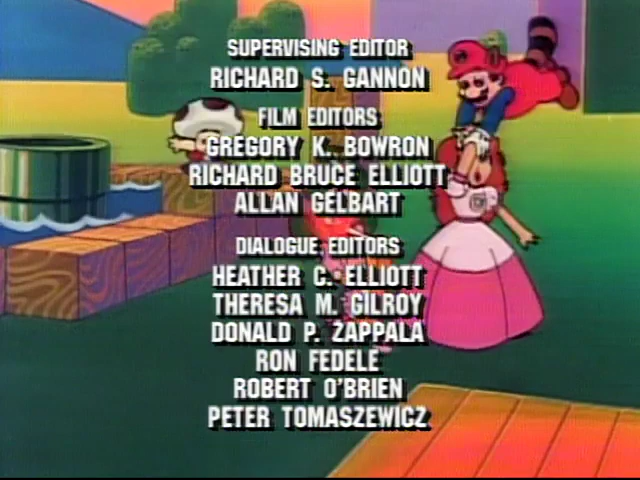 SUPERVISING EDITOR
RICHARD S. GANNON
FILM EDITORS
GREGORY K. BOWRON
RICHARD BRUCE ELLIOTT
ALLAN GELBART
DIALOGUE EDITORS
HEATHER C. ELLIOTT
THERESA M. GILROY
DONALD P. ZAPPALA
RON FEDELE
ROBERT O'BRIEN
PETER TOMASZEWICZ